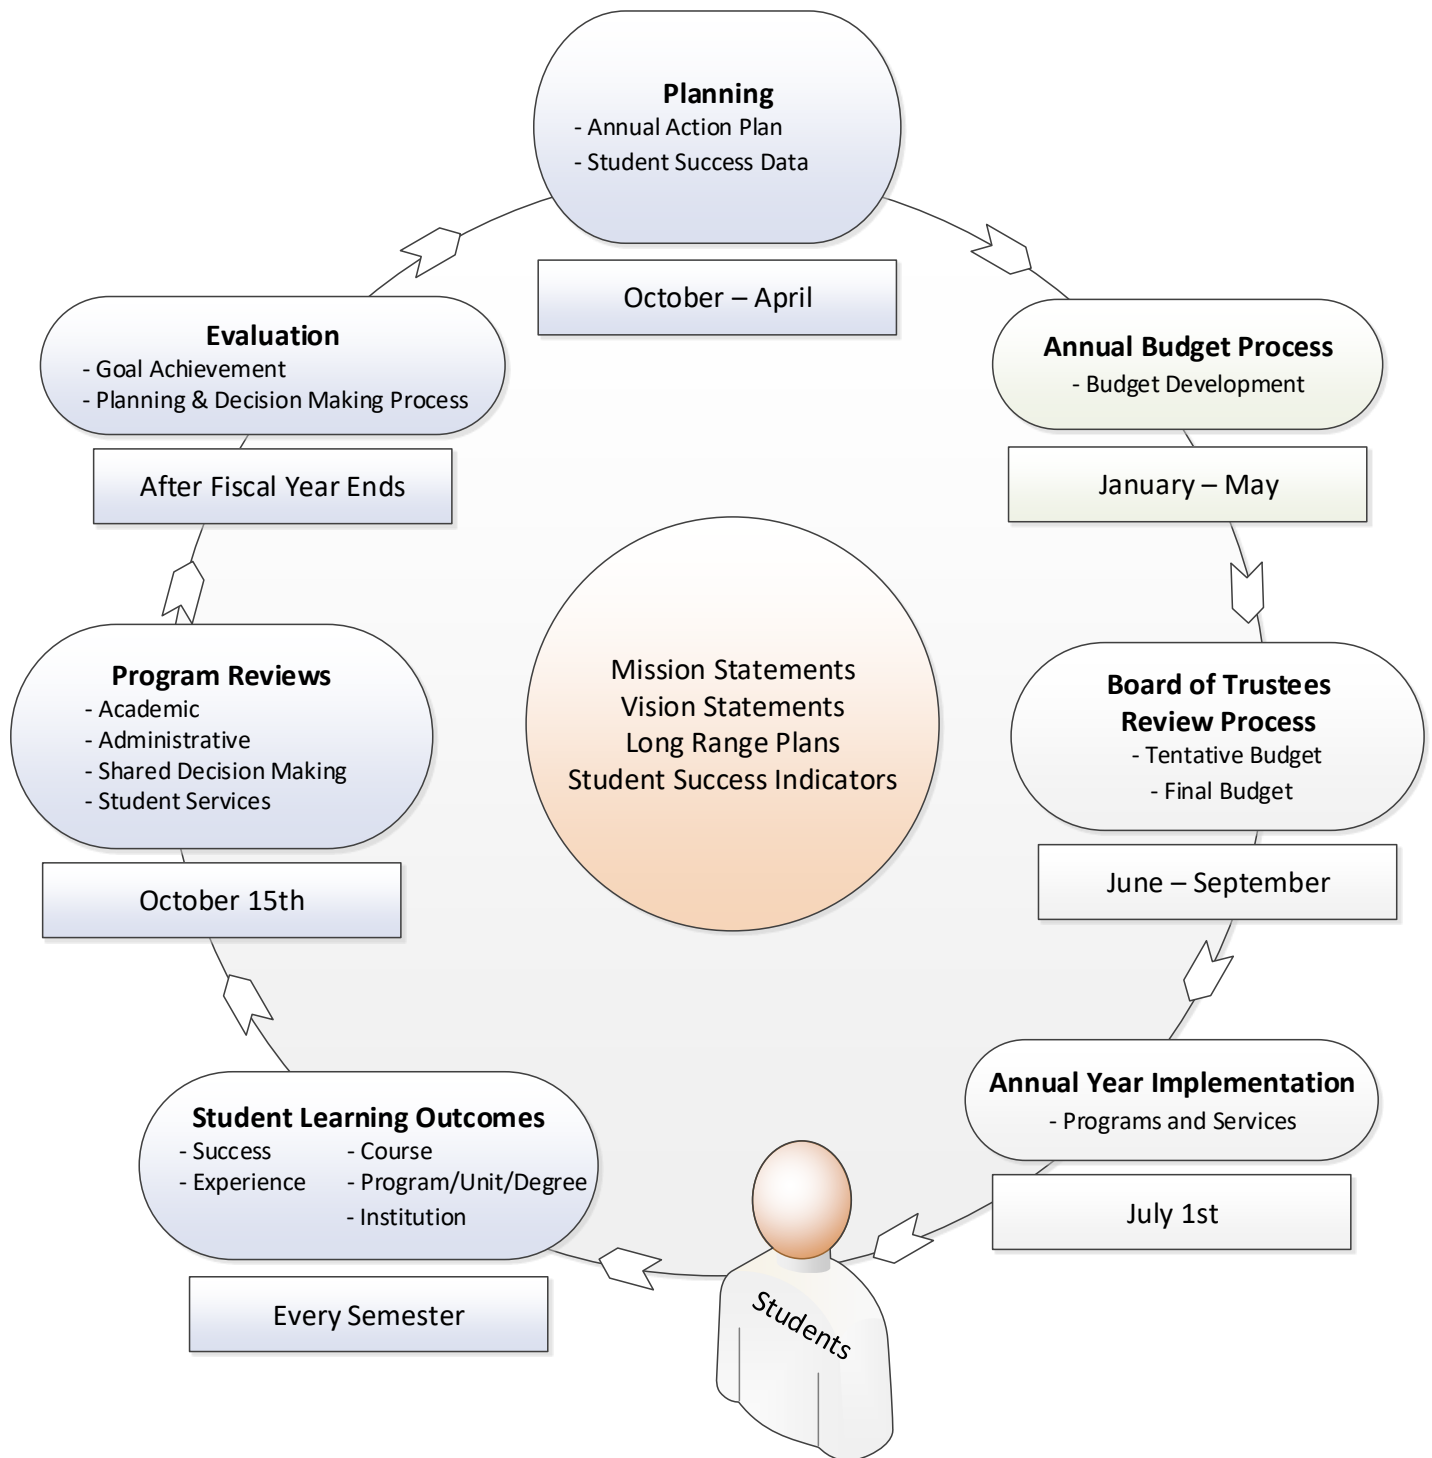 Planning
- Annual Action Plan
- Student Success Data
October – April
Annual Budget Process
- Budget Development
January – May
Board of Trustees
Review Process
- Tentative Budget
- Final Budget
June – September
Annual Year Implementation
- Programs and Services
July 1st
Students
Student Learning Outcomes
- Success
- Experience
- Course
- Program/Unit/Degree
- Institution
Every Semester
Program Reviews
- Academic
- Administrative
- Shared Decision Making
- Student Services
October 15th
Evaluation
- Goal Achievement
- Planning & Decision Making Process
After Fiscal Year Ends
Mission Statements
Vision Statements
Long Range Plans
Student Success Indicators